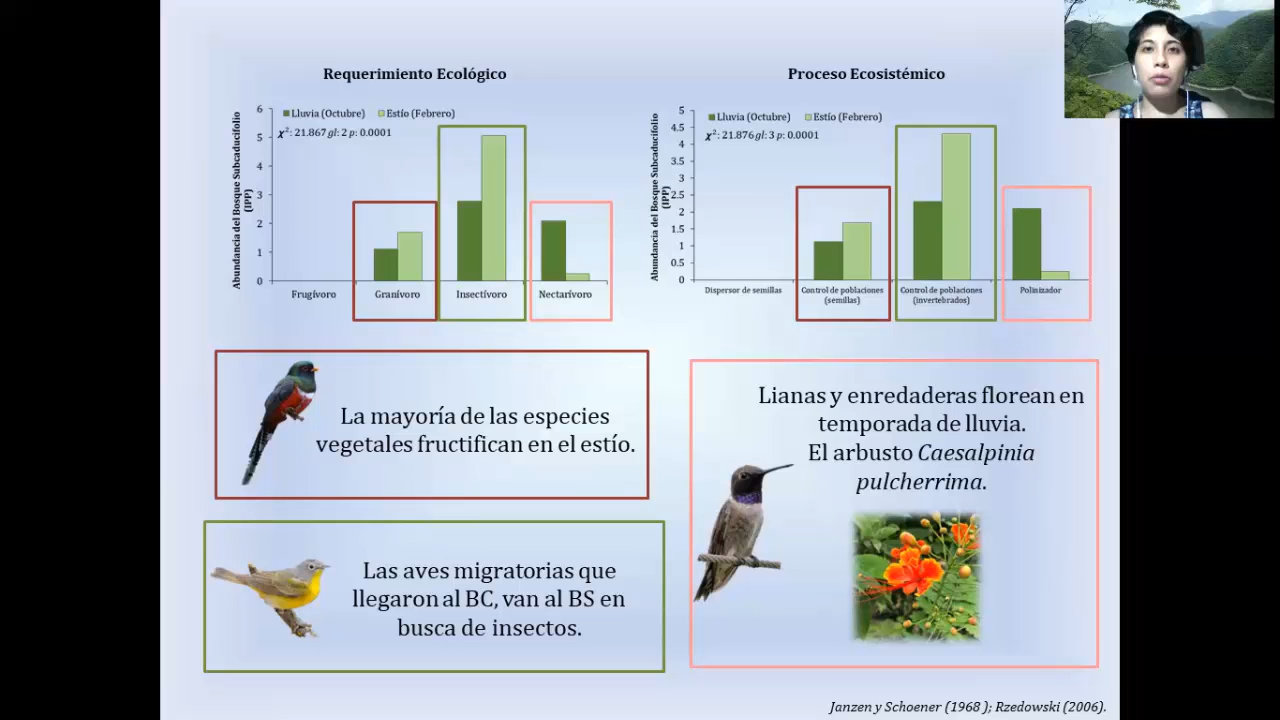 Requerimiento Ecológico
Abundancia del Bosque Subcaducifolio
(IPP)
6
5
4
3
2
1
0
Lluvia (Octubre) Estío (Febrero)
χ²: 21.867 gl: 2 p: 0.0001
Frugívoro Granívoro Insectívoro Nectarívoro
Proceso Ecosistémico
Abundancia del Bosque Subcaducifolio
(IPP)
5
4.5
4
3.5
3
2.5
2
1.5
1
0.5
0
Lluvia (Octubre) Estío (Febrero)
χ²: 21.876 gl: 3 p: 0.0001
Dispersor de semillas Control de poblaciones Control de poblaciones Polinizador
(semillas) (invertebrados)
La mayoría de las especies
vegetales fructifican en el estío.
Las aves migratorias que
llegaron al BC, van al BS en
busca de insectos.
Lianas y enredaderas florean en
temporada de lluvia.
El arbusto Caesalpinia
pulcherrima.
Janzen y Schoener (1968 ); Rzedowski (2006).